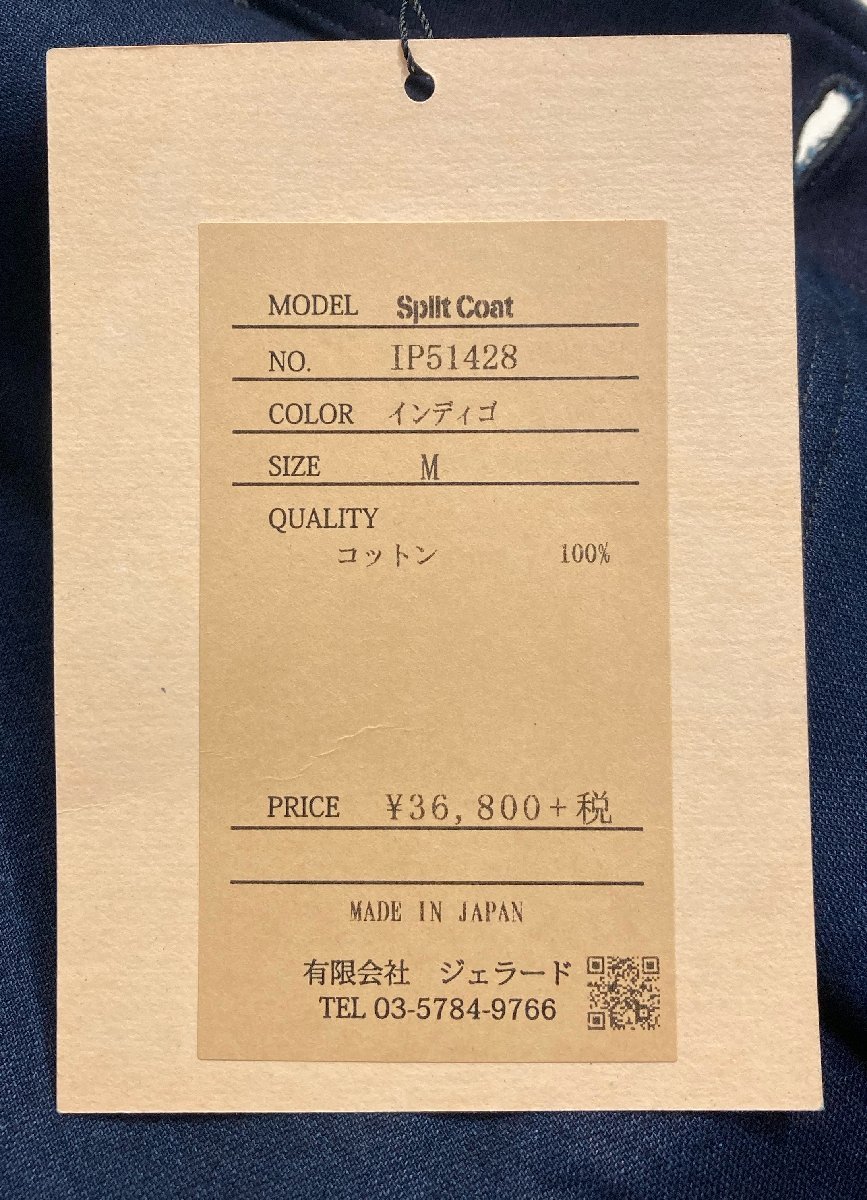 MODEL Split Coat
NO. IP51428
COLOR インディゴ
SIZE M
QUALITY
コットン 100%
PRICE ¥36,800+税
MADE IN JAPAN
有限会社 ジェラード
TEL 03-5784-9766